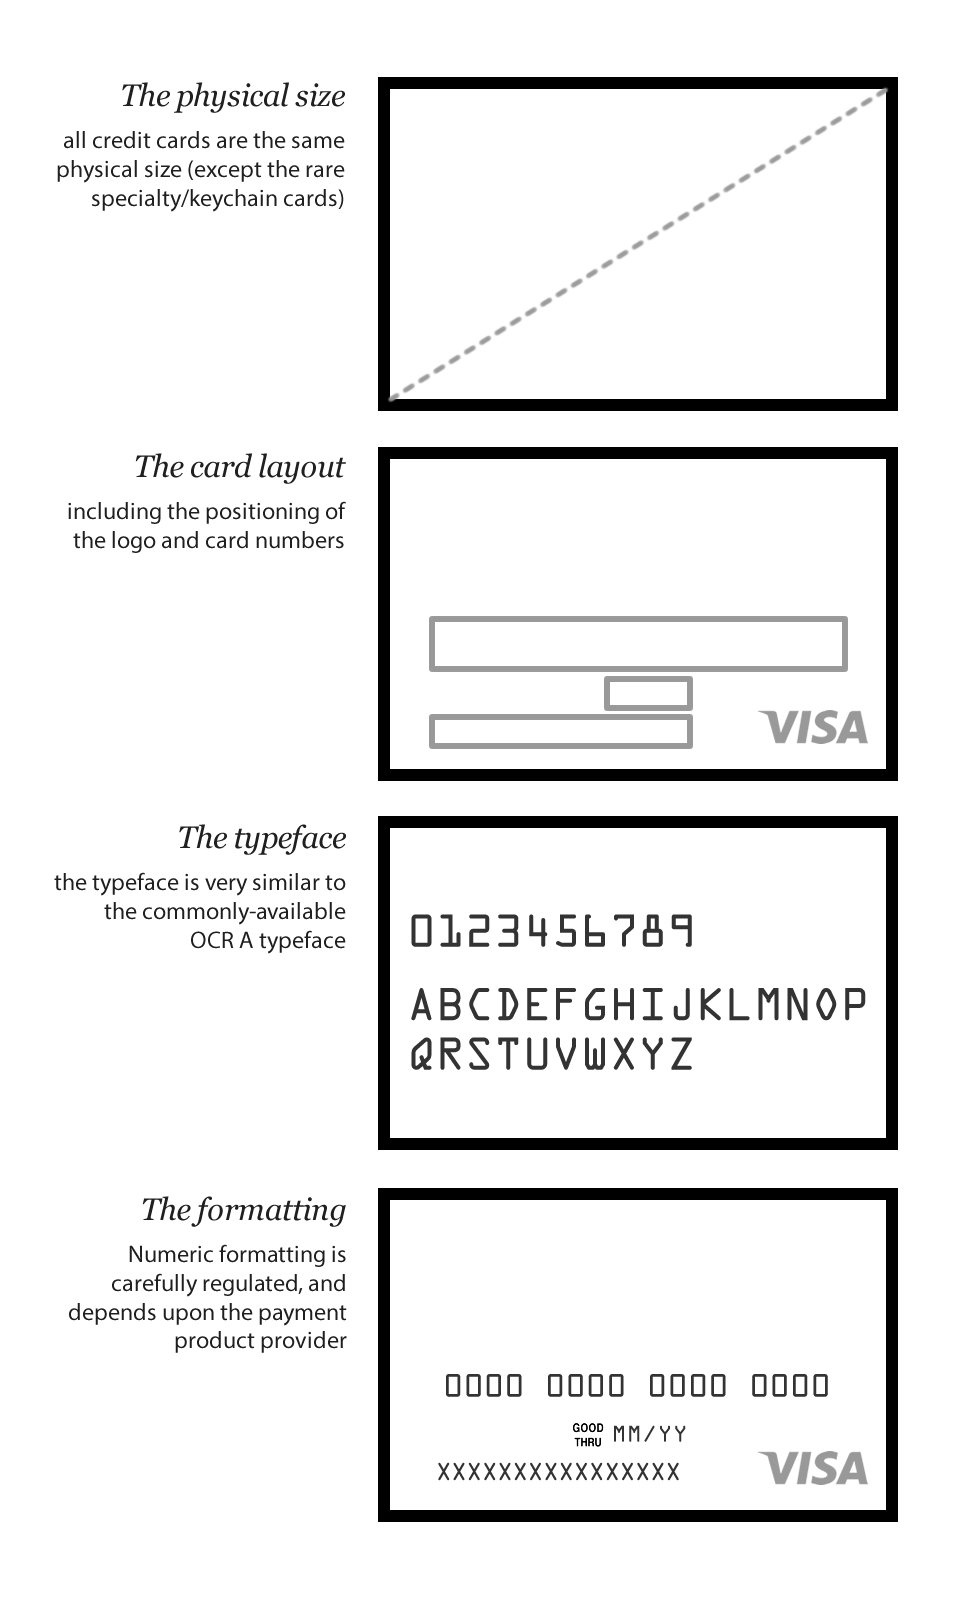 The physical size
all credit cards are the same
physical size (except the rare
specialty/keychain cards)
The card layout
including the positioning of
the logo and card numbers
VISA
The typeface
the typeface is very similar to
the commonly-available
OCR A typeface
0123456789
ABCDEFGHIJKLMNOP
QRSTUVWXYZ
The formatting
Numeric formatting is
carefully regulated, and
depends upon the payment
product provider
0000 0000 0000 0000
GOOD
THRU MM/YY
XXXXXXXXXXXXXXXX
VISA